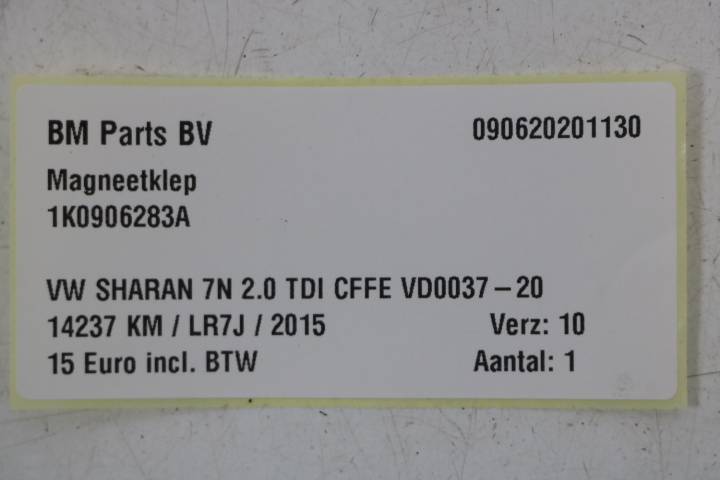 BM Parts BV 090620201130
Magneetklep
1K0906283A
VW SHARAN 7N 2.0 TDI CFFE VD0037-20
14237 KM / LR7J / 2015 Verz: 10
15 Euro incl. BTW Aantal: 1